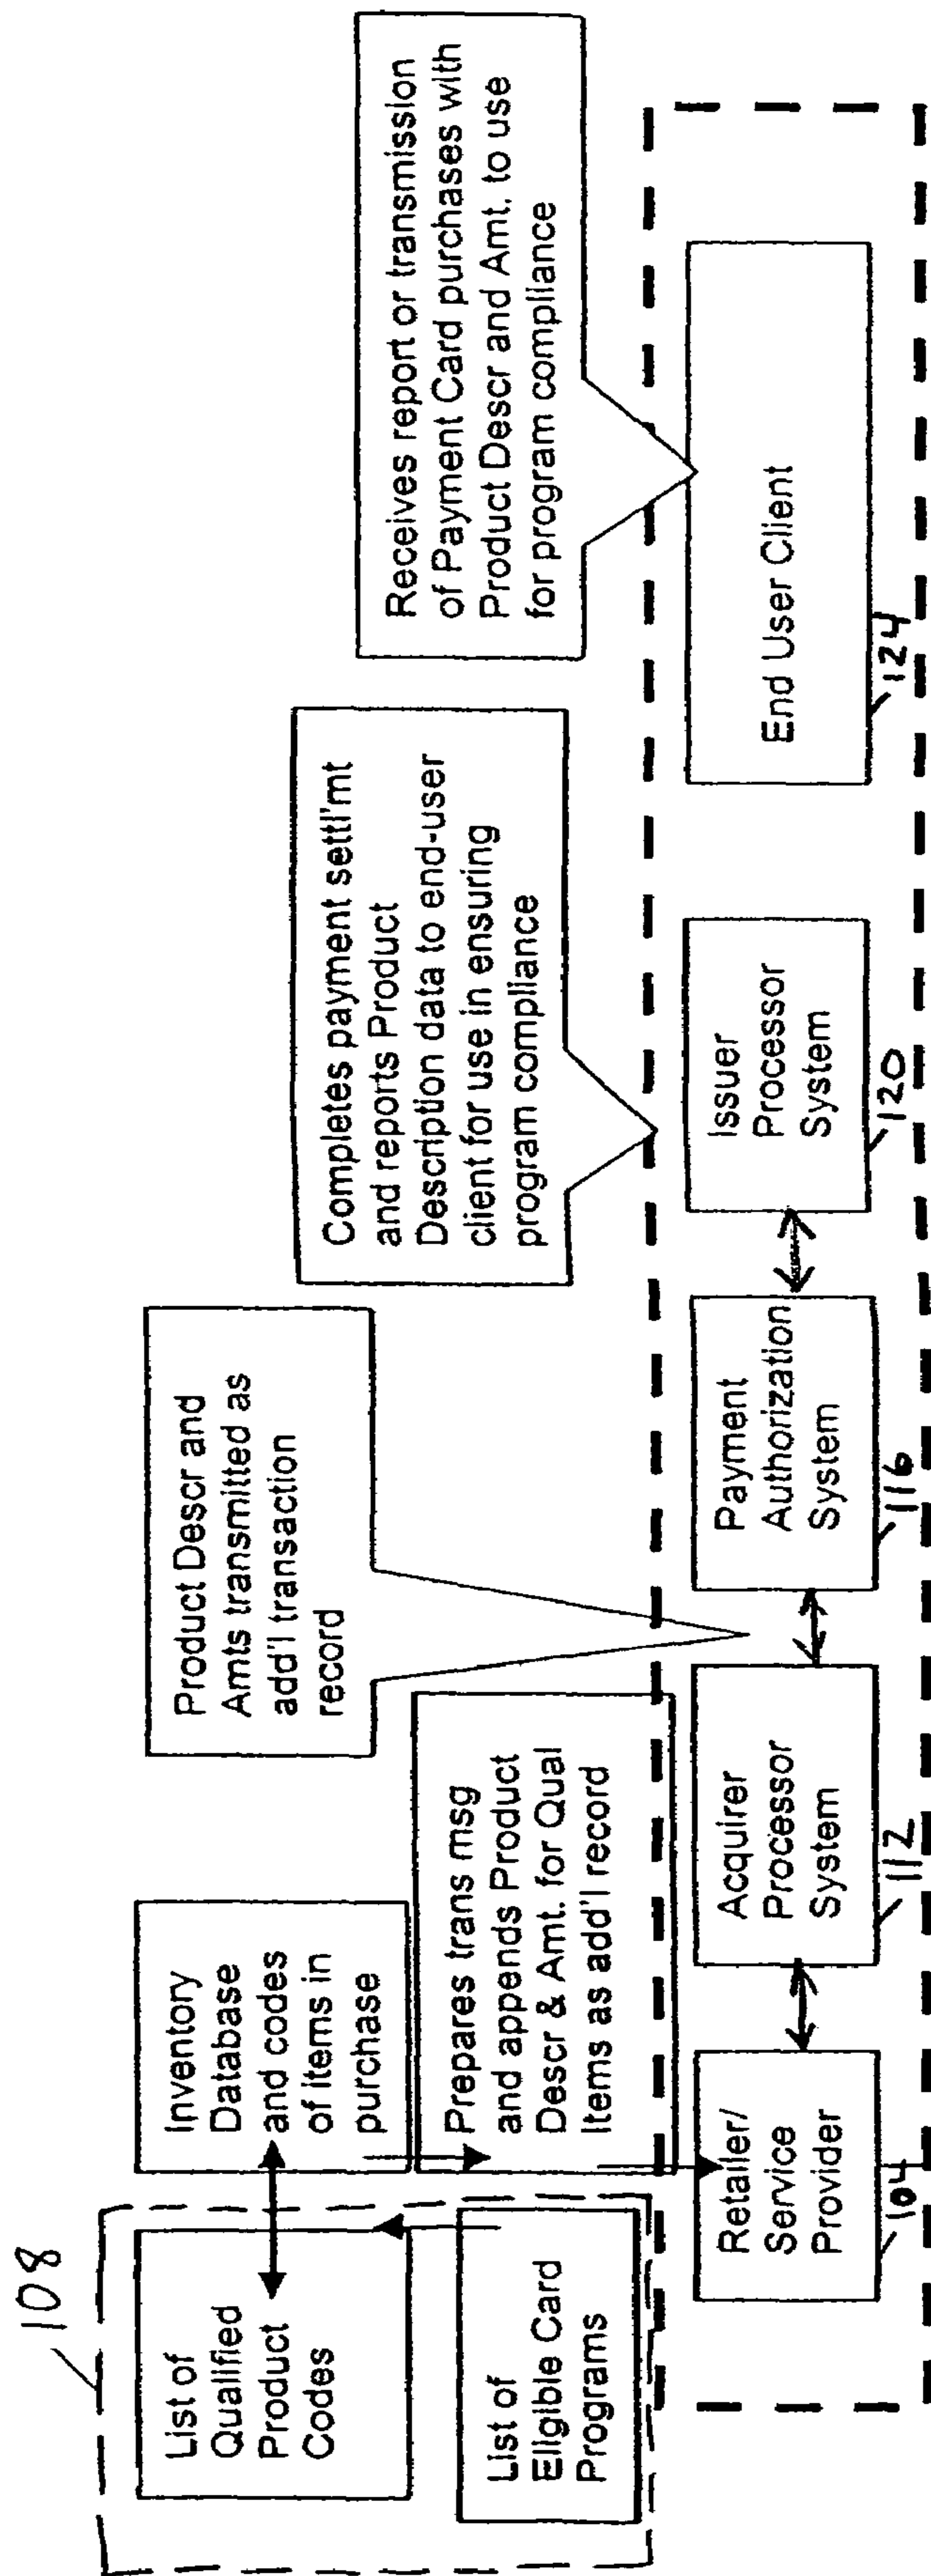 108
List of
Qualified
Product
Codes
List of
Eligible Card
Programs
Inventory
Database
and codes
of items in
purchase
Prepares trans msg
and appends Product
Descr & Amt. for Qual
Items as add'l record
Product Descr and
Amts transmitted as
add'l transaction
record
Completes payment settl'mt
and reports Product
Description data to end-user
client for use in ensuring
program compliance
Receives report or transmission
of Payment Card purchases with
Product Descr and Amt. to use
for program compliance
Retailer/
Service
Provider
104
Acquirer
Processor
System
112
Payment
Authorization
System
116
Issuer
Processor
System
120
End User Client
124